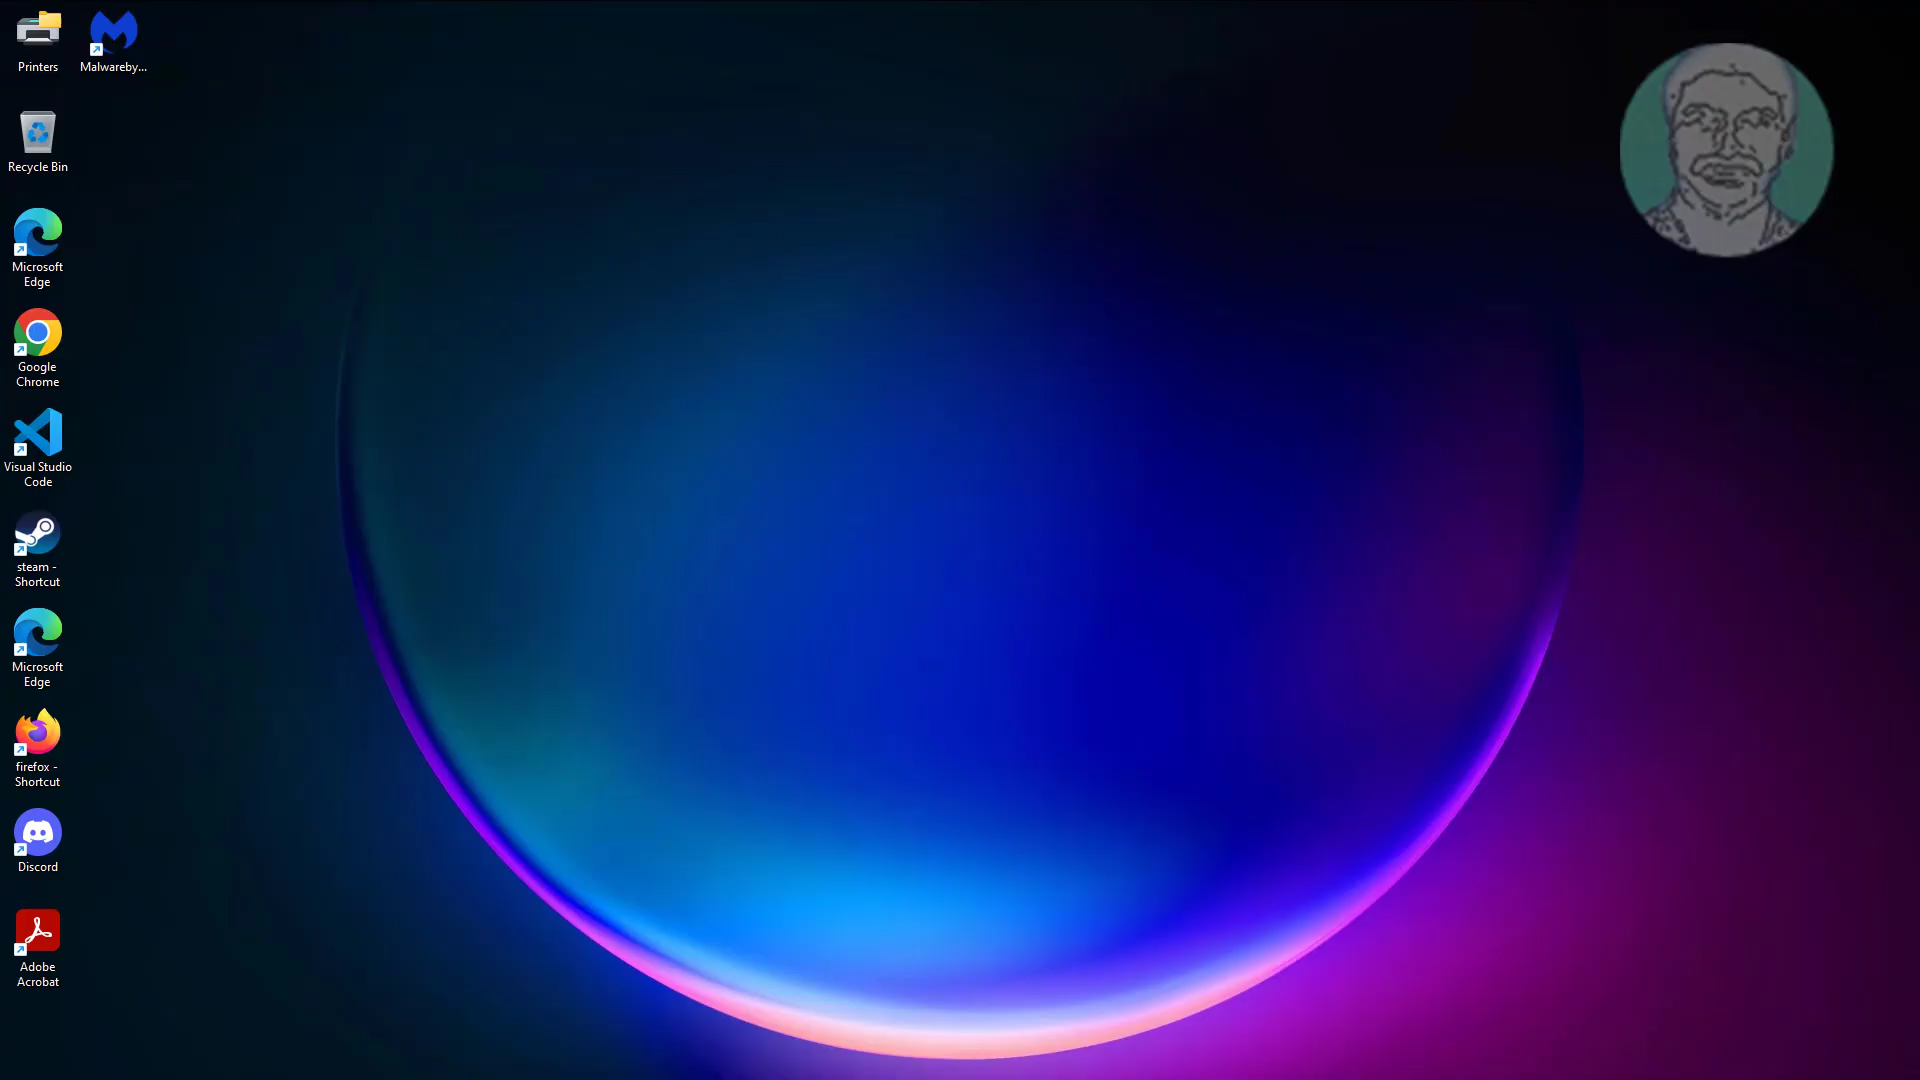 Printers
Malwareby...
Recycle Bin
Microsoft
Edge
Google
Chrome
Visual Studio
Code
steam -
Shortcut
Microsoft
Edge
firefox -
Shortcut
Discord
Adobe
Acrobat